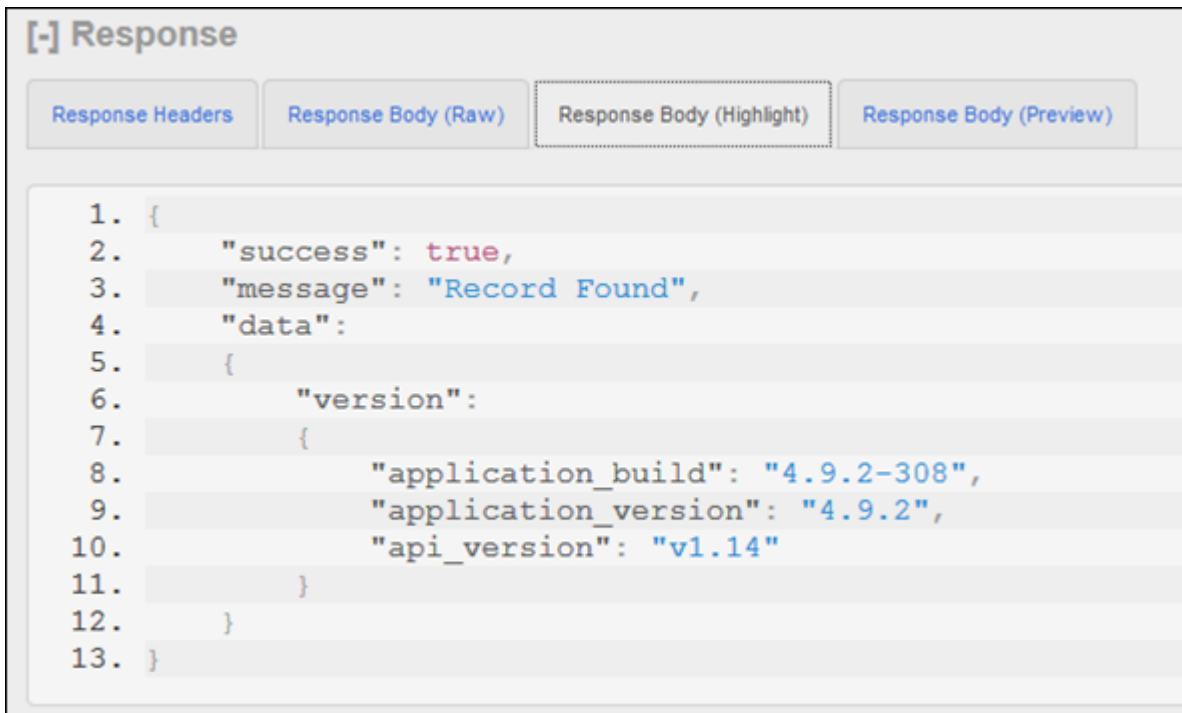 [-] Response
Response Headers Response Body (Raw) Response Body (Highlight) Response Body (Preview)
1. {
2. "success": true,
3. "message": "Record Found",
4. "data":
5. {
6. "version":
7. {
8. "application_build": "4.9.2-308",
9. "application_version": "4.9.2",
10. "api_version": "v1.14"
11. }
12. }
13. }